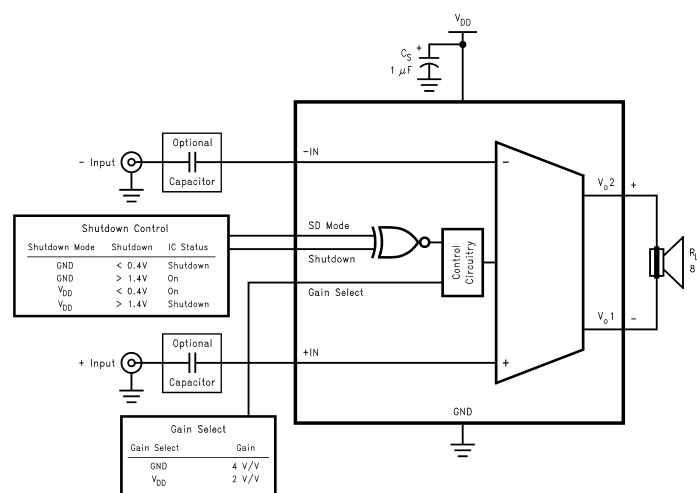 V_DD
C_S +
1 μF
Optional
- Input
Capacitor
-IN
-
V_o2 +
Shutdown Control
Shutdown Mode Shutdown IC Status
GND < 0.4V Shutdown
GND > 1.4V On
V_DD < 0.4V On
V_DD > 1.4V Shutdown
SD Mode
Shutdown
Gain Select
Control
Circuitry
R_L
8
V_o1 -
Optional
+ Input
Capacitor
+IN
+
GND
Gain Select
Gain Select Gain
GND 4 V/V
V_DD 2 V/V